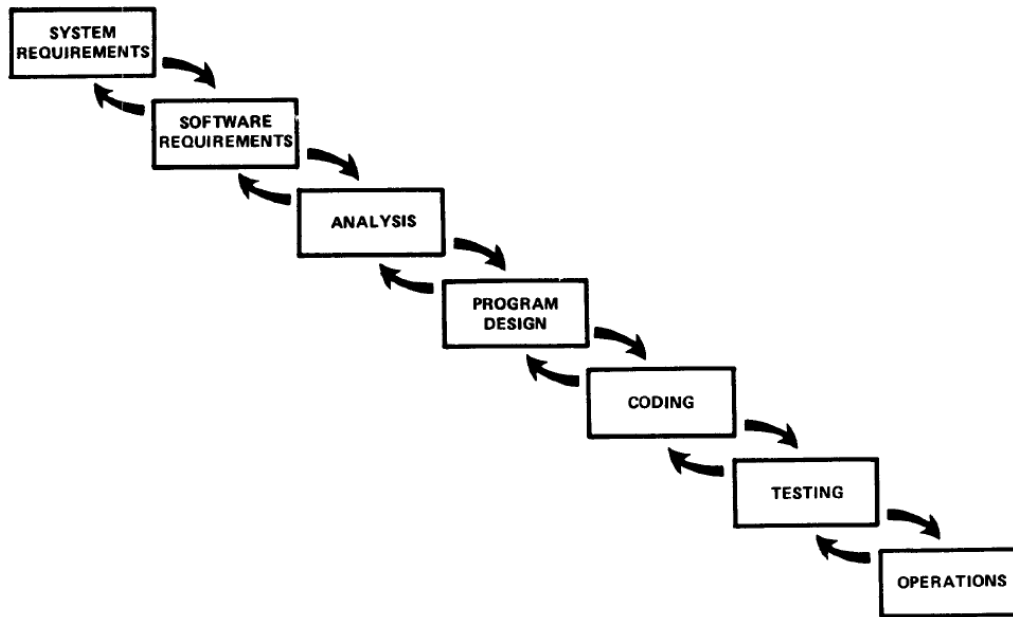 SYSTEM
REQUIREMENTS
SOFTWARE
REQUIREMENTS
ANALYSIS
PROGRAM
DESIGN
CODING
TESTING
OPERATIONS